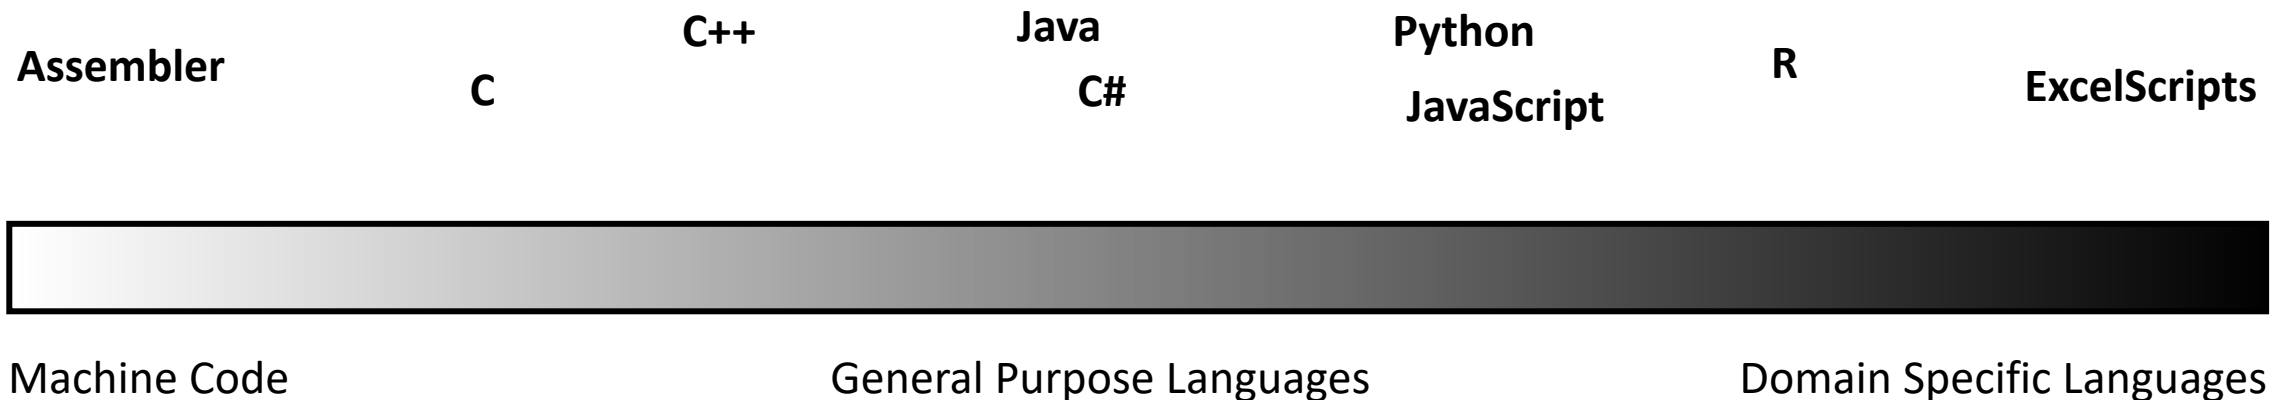 Assembler
C
C++
Java
C#
Python
JavaScript
R
ExcelScripts
Machine Code
General Purpose Languages
Domain Specific Languages